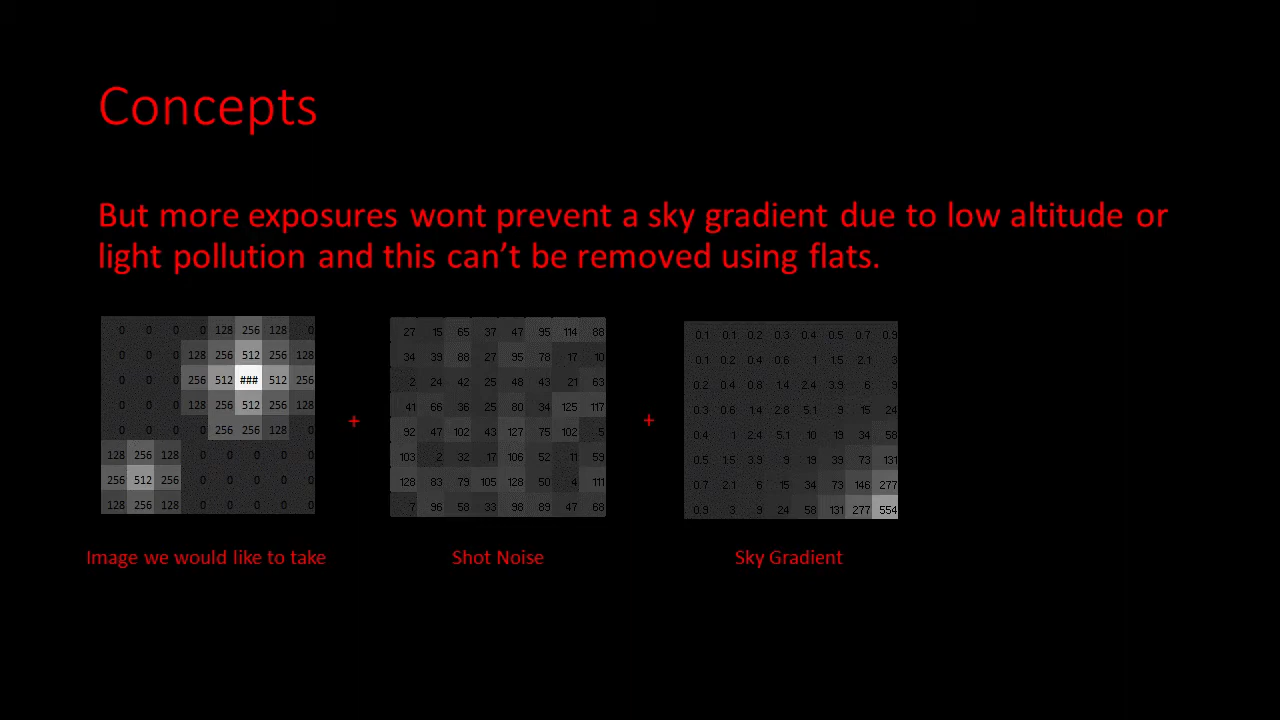 Concepts
But more exposures wont prevent a sky gradient due to low altitude or
light pollution and this can’t be removed using flats.
0 0 0 0 128 256 128 0
0 0 0 128 256 512 256 128
0 0 0 256 512 ### 512 256
0 0 0 128 256 512 256 128
0 0 0 0 256 256 128 0
128 256 128 0 0 0 0 0
256 512 256 0 0 0 0 0
128 256 128 0 0 0 0 0
+
27 15 65 37 47 95 114 88
34 39 88 27 95 78 17 10
2 24 42 25 48 43 21 63
41 66 36 25 80 34 125 117
92 47 102 43 127 75 102 5
103 2 32 17 106 52 11 59
128 83 79 105 128 50 4 111
7 96 58 33 98 89 47 68
+
0.1 0.1 0.2 0.3 0.4 0.5 0.7 0.9
0.1 0.2 0.4 0.6 1 1.5 2.1 3
0.2 0.4 0.8 1.4 2.4 3.9 6 9
0.3 0.6 1.4 2.8 5.1 9 15 24
0.4 1 2.4 5.1 10 19 34 58
0.5 1.5 3.9 9 19 39 73 131
0.7 2.1 6 15 34 73 146 277
0.9 3 9 24 58 131 277 554
Image we would like to take
Shot Noise
Sky Gradient